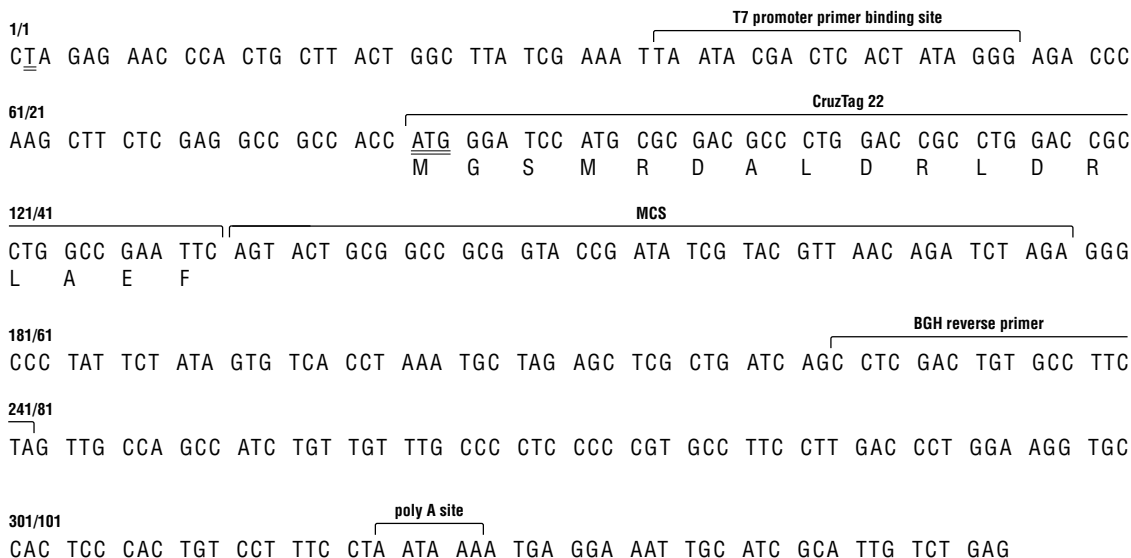 T7 promoter primer binding site
1/1
CTA GAG AAC CCA CTG CTT ACT GGC TTA TCG AAA TTA ATA CGA CTC ACT ATA GGG AGA CCC
61/21
CruzTag 22
AAG CTT CTC GAG GCC GCC ACC ATG GGA TCC ATG CGC GAC GCC CTG GAC CGC CTG GAC CGC
M G S M R D A L D R L D R
121/41
MCS
CTG GCC GAA TTC AGT ACT GCG GCC GCG GTA CCG ATA TCG TAC GTT AAC AGA TCT AGA GGG
L A E F
BGH reverse primer
181/61
CCC TAT TCT ATA GTG TCA CCT AAA TGC TAG AGC TCG CTG ATC AGC CTC GAC TGT GCC TTC
241/81
TAG TTG CCA GCC ATC TGT TGT TTG CCC CTC CCC CGT GCC TTC CTT GAC CCT GGA AGG TGC
poly A site
301/101
CAC TCC CAC TGT CCT TTC CTA ATA AAA TGA GGA AAT TGC ATC GCA TTG TCT GAG